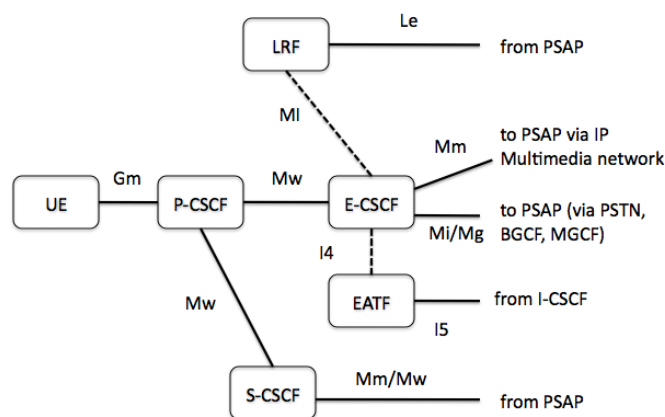 Le
LRF
from PSAP
Ml
to PSAP via IP
Multimedia network
Mm
Gm
Mw
UE
P-CSCF
E-CSCF
to PSAP (via PSTN,
BGCF, MGCF)
Mi/Mg
I4
Mw
EATF
from I-CSCF
I5
Mm/Mw
S-CSCF
from PSAP